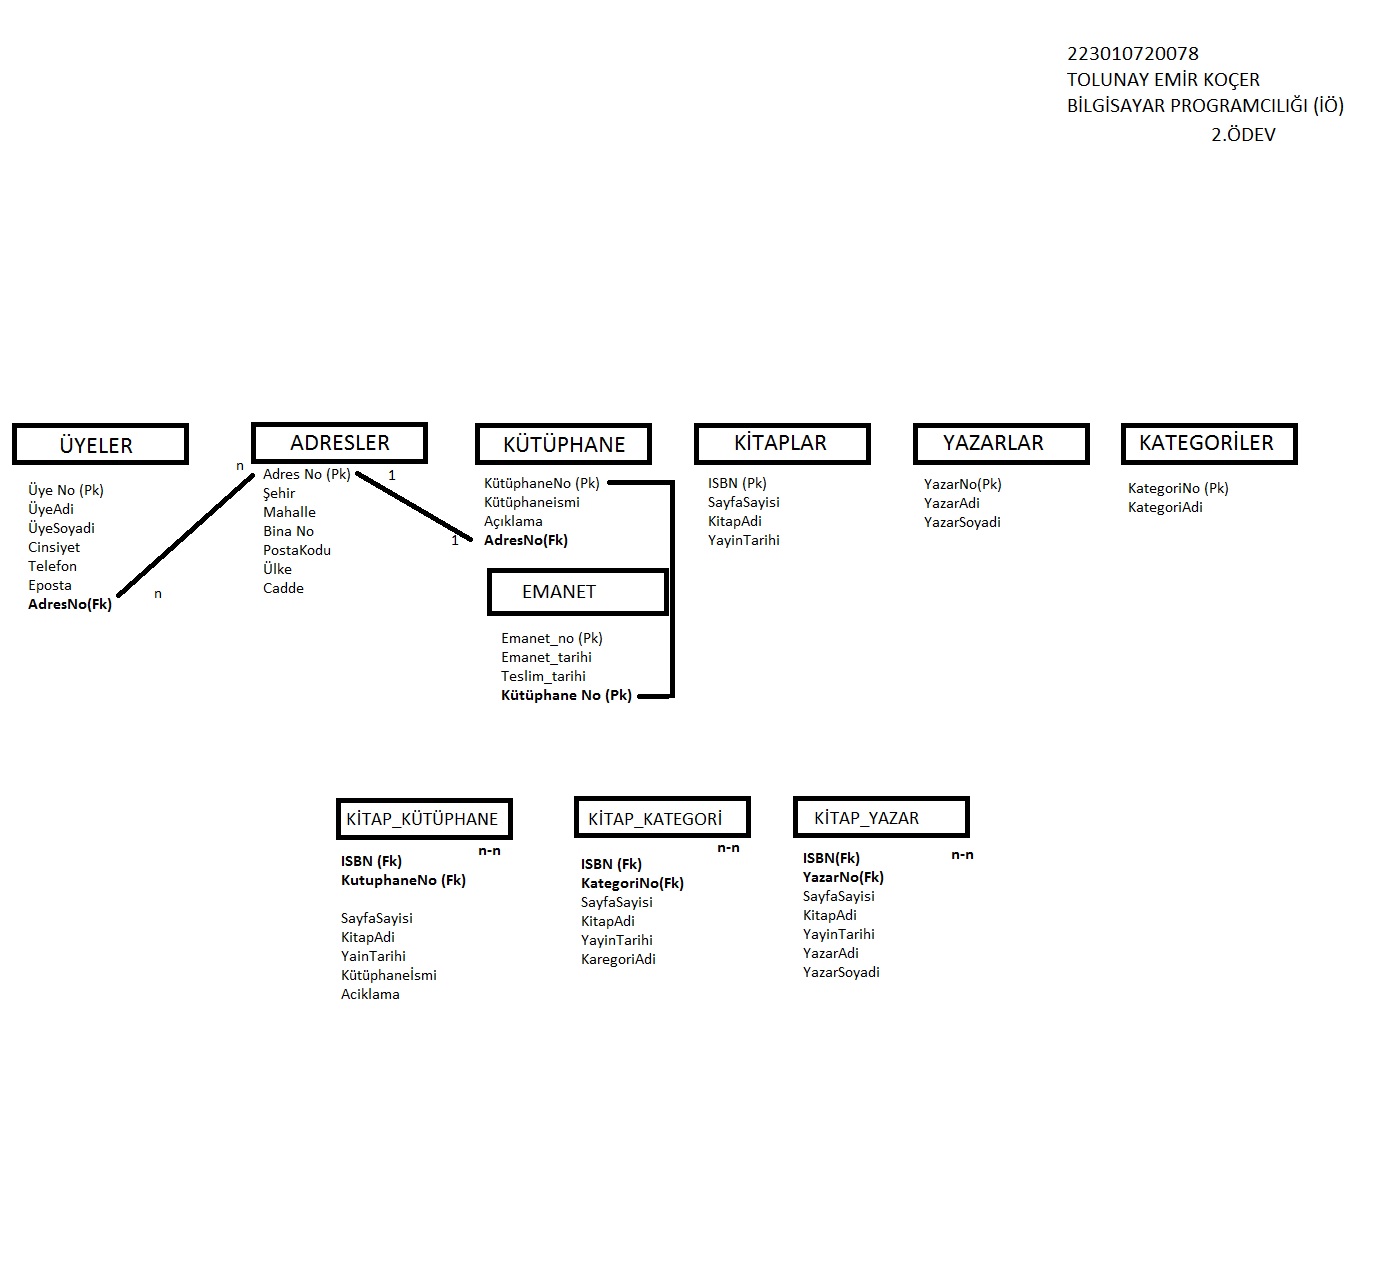 223010720078
TOLUNAY EMİR KOÇER
BİLGİSAYAR PROGRAMCILIĞI (İÖ)
2.ÖDEV
ÜYELER
Üye No (Pk)
ÜyeAdi
ÜyeSoyadi
Cinsiyet
Telefon
Eposta
AdresNo(Fk)
n
n
ADRESLER
Adres No (Pk)
Şehir
Mahalle
Bina No
PostaKodu
Ülke
Cadde
1
1
KÜTÜPHANE
KütüphaneNo (Pk)
Kütüphaneismi
Açıklama
AdresNo(Fk)
EMANET
Emanet_no (Pk)
Emanet_tarihi
Teslim_tarihi
Kütüphane No (Pk)
KİTAPLAR
ISBN (Pk)
SayfaSayisi
KitapAdi
YayinTarihi
YAZARLAR
YazarNo(Pk)
YazarAdi
YazarSoyadi
KATEGORİLER
KategoriNo (Pk)
KategoriAdi
KİTAP_KÜTÜPHANE
n-n
ISBN (Fk)
KutuphaneNo (Fk)
SayfaSayisi
KitapAdi
YainTarihi
Kütüphaneİsmi
Aciklama
KİTAP_KATEGORİ
n-n
ISBN (Fk)
KategoriNo(Fk)
SayfaSayisi
KitapAdi
YayinTarihi
KaregoriAdi
KİTAP_YAZAR
n-n
ISBN(Fk)
YazarNo(Fk)
SayfaSayisi
KitapAdi
YayinTarihi
YazarAdi
YazarSoyadi